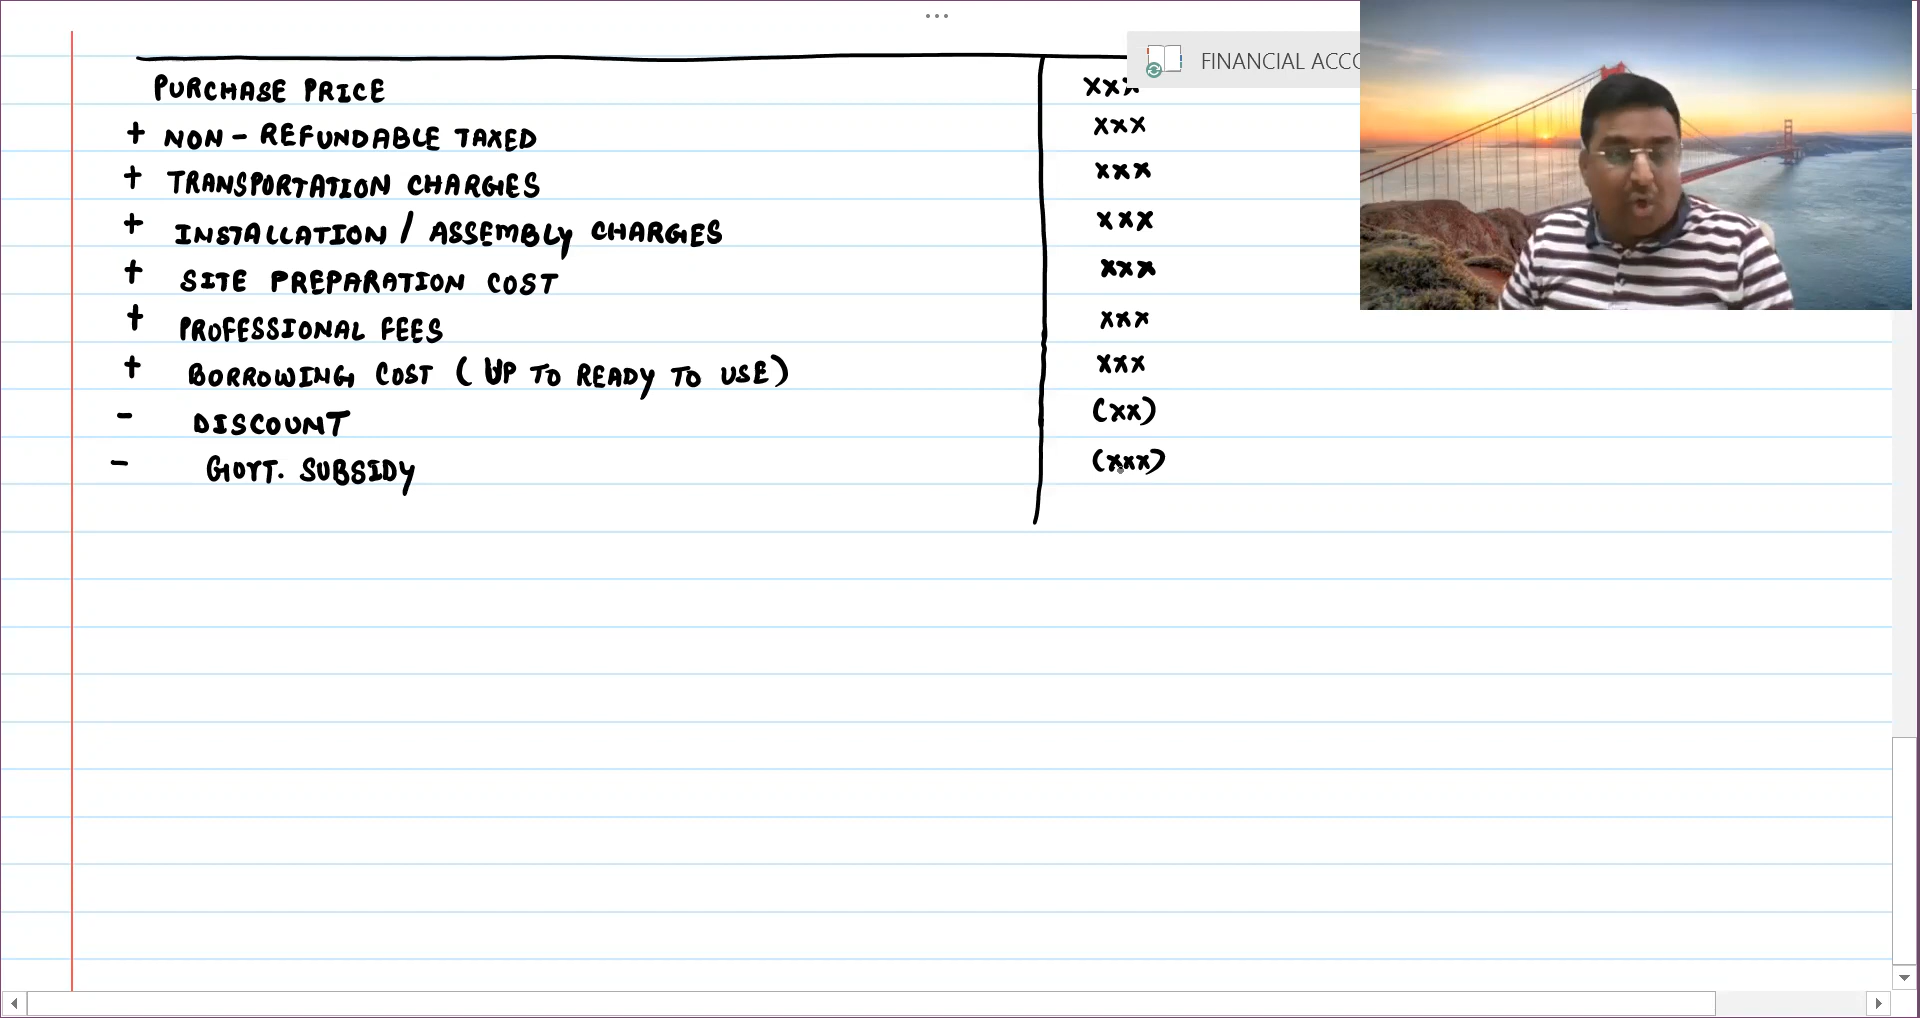 FINANCIAL ACCO
PURCHASE PRICE xxx
+ NON-REFUNDABLE TAXED xxx
+ TRANSPORTATION CHARGES xxx
+ INSTALLATION / ASSEMBLY CHARGES xxx
+ SITE PREPARATION COST xxx
+ PROFESSIONAL FEES xxx
+ BORROWING COST (UP TO READY TO USE) xxx
- DISCOUNT (xx)
- GOVT. SUBSIDY (xxx)